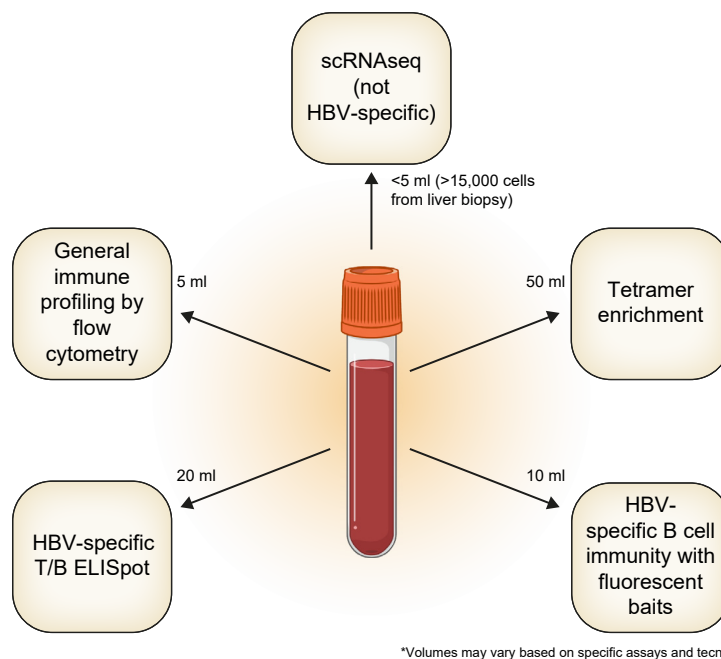 scRNAseq
(not
HBV-specific)
<5 ml (>15,000 cells
from liver biopsy)
General
immune
profiling by
flow
cytometry
5 ml
50 ml
Tetramer
enrichment
20 ml
HBV-specific
T/B ELISpot
10 ml
HBV-
specific B cell
immunity with
fluorescent
baits
*Volumes may vary based on specific assays and tecn